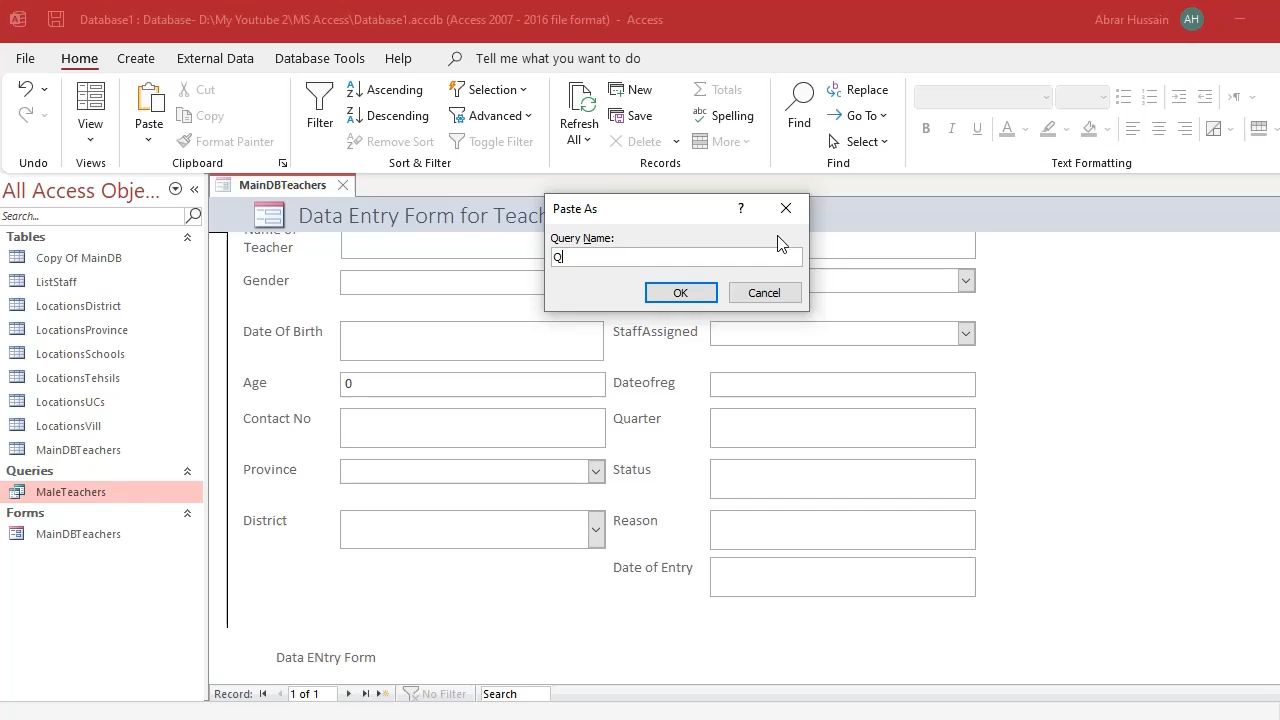 Database1 : Database- D:\My Youtube 2\MS Access\Database1.accdb (Access 2007 - 2016 file format) - Access
Abrar Hussain AH
File Home Create External Data Database Tools Help Tell me what you want to do
Undo
View
Views
Paste
Cut
Copy
Format Painter
Clipboard
Filter
Ascending
Descending
Remove Sort
Selection
Advanced
Toggle Filter
Sort & Filter
Refresh
All
New
Save
Delete
Totals
Spelling
More
Records
Find
Replace
Go To
Select
Find
B I U A
Text Formatting
All Access Obje...
Search...
Tables
Copy Of MainDB
ListStaff
LocationsDistrict
LocationsProvince
LocationsSchools
LocationsTehsils
LocationsUCs
LocationsVill
MainDBTeachers
Queries
MaleTeachers
Forms
MainDBTeachers
MainDBTeachers
Data Entry Form for Teach
Paste As ?
Query Name:
Q
OK Cancel
Teacher
Gender
Date Of Birth
StaffAssigned
Age 0
Dateofreg
Contact No
Quarter
Province
Status
District
Reason
Date of Entry
Data ENtry Form
Record: 1 of 1 No Filter Search